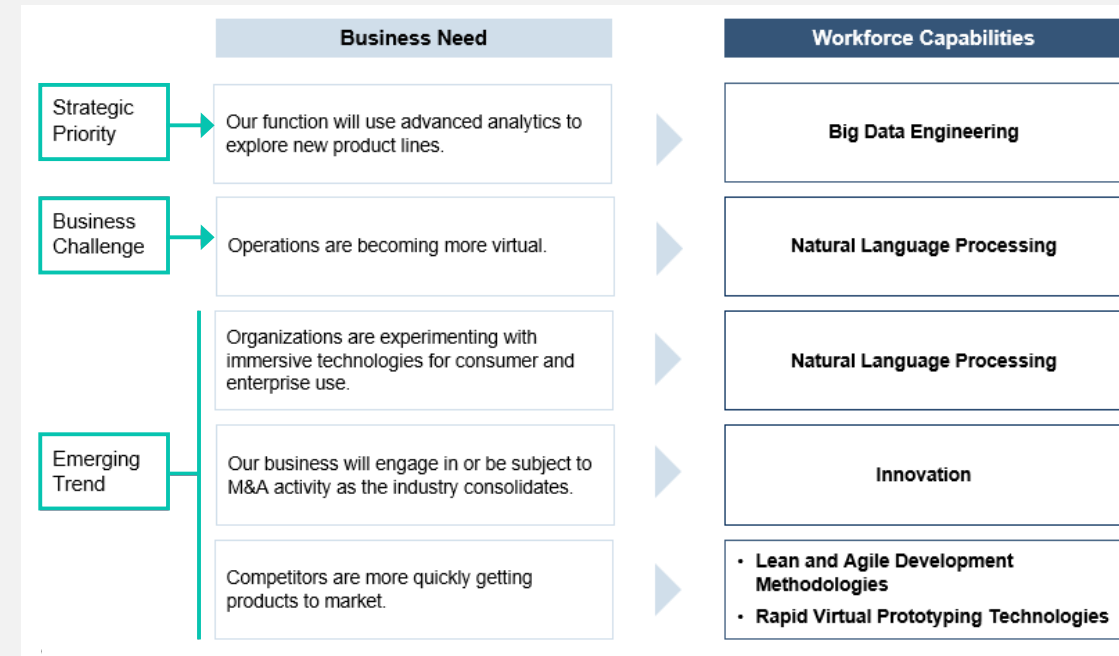 Business Need
Workforce Capabilities
Strategic
Priority
Our function will use advanced analytics to
explore new product lines.
Big Data Engineering
Business
Challenge
Operations are becoming more virtual.
Natural Language Processing
Organizations are experimenting with
immersive technologies for consumer and
enterprise use.
Natural Language Processing
Emerging
Trend
Our business will engage in or be subject to
M&A activity as the industry consolidates.
Innovation
Competitors are more quickly getting
products to market.
• Lean and Agile Development
Methodologies
• Rapid Virtual Prototyping Technologies